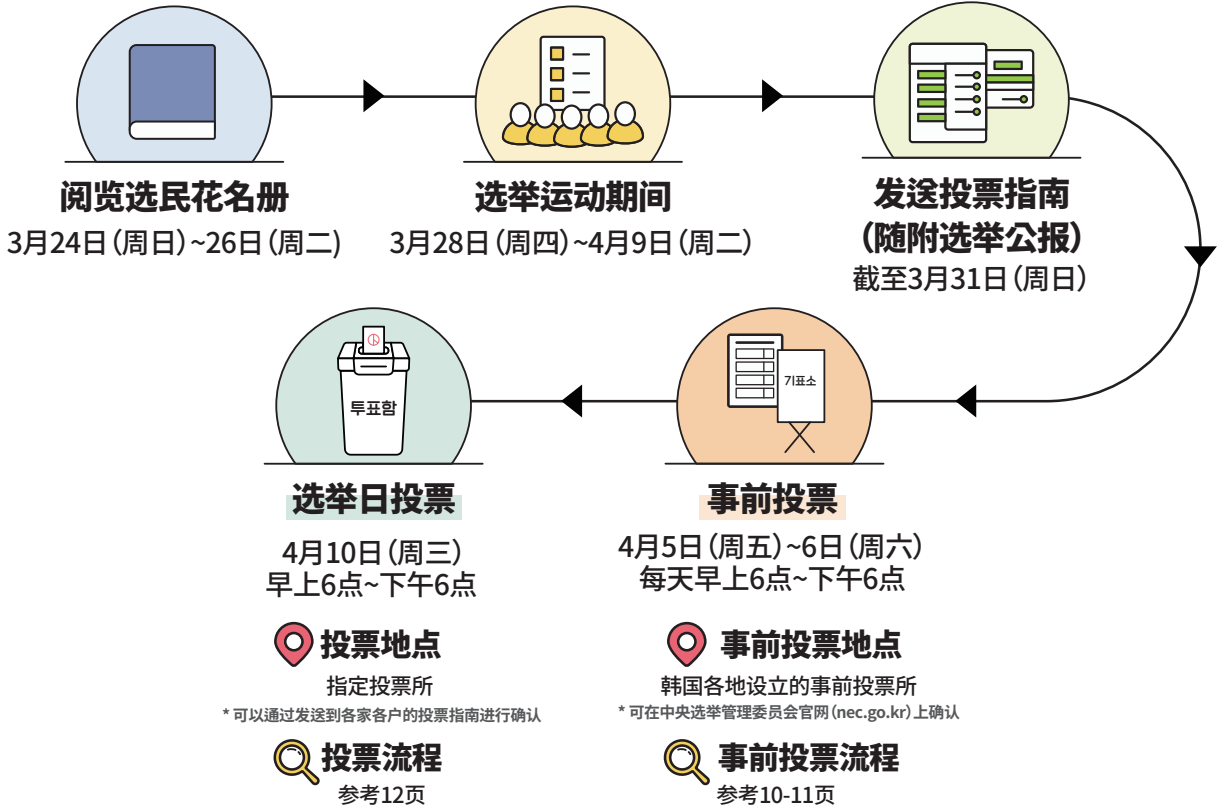 阅览选民花名册
3月24日(周日)~26日(周二)
选举运动期间
3月28日(周四)~4月9日(周二)
发送投票指南
(随附选举公报)
截至3月31日(周日)
기표소
事前投票
4月5日(周五)~6日(周六)
每天早上6点~下午6点
事前投票地点
韩国各地设立的事前投票所
* 可在中央选举管理委员会官网(nec.go.kr)上确认
事前投票流程
参考10-11页
투표함
选举日投票
4月10日(周三)
早上6点~下午6点
投票地点
指定投票所
* 可以通过发送到各家各户的投票指南进行确认
投票流程
参考12页